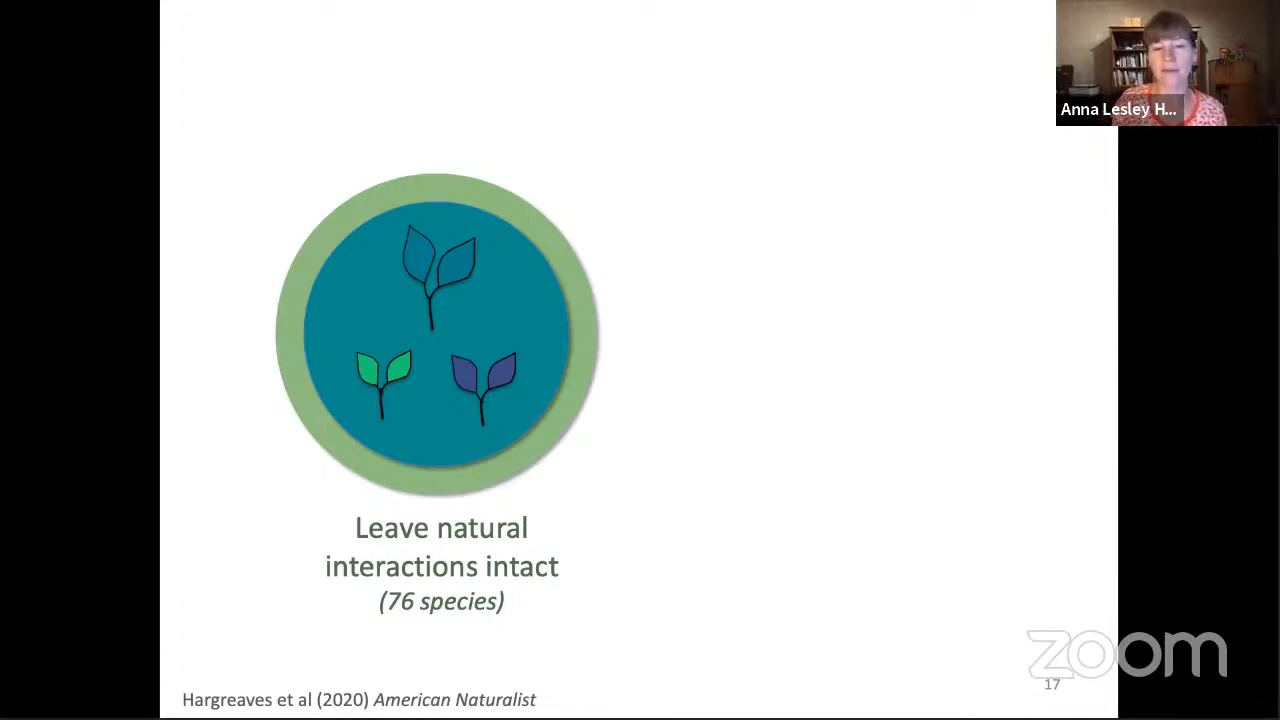 Anna Lesley H...
Leave natural
interactions intact
(76 species)
zoom
17
Hargreaves et al (2020) American Naturalist